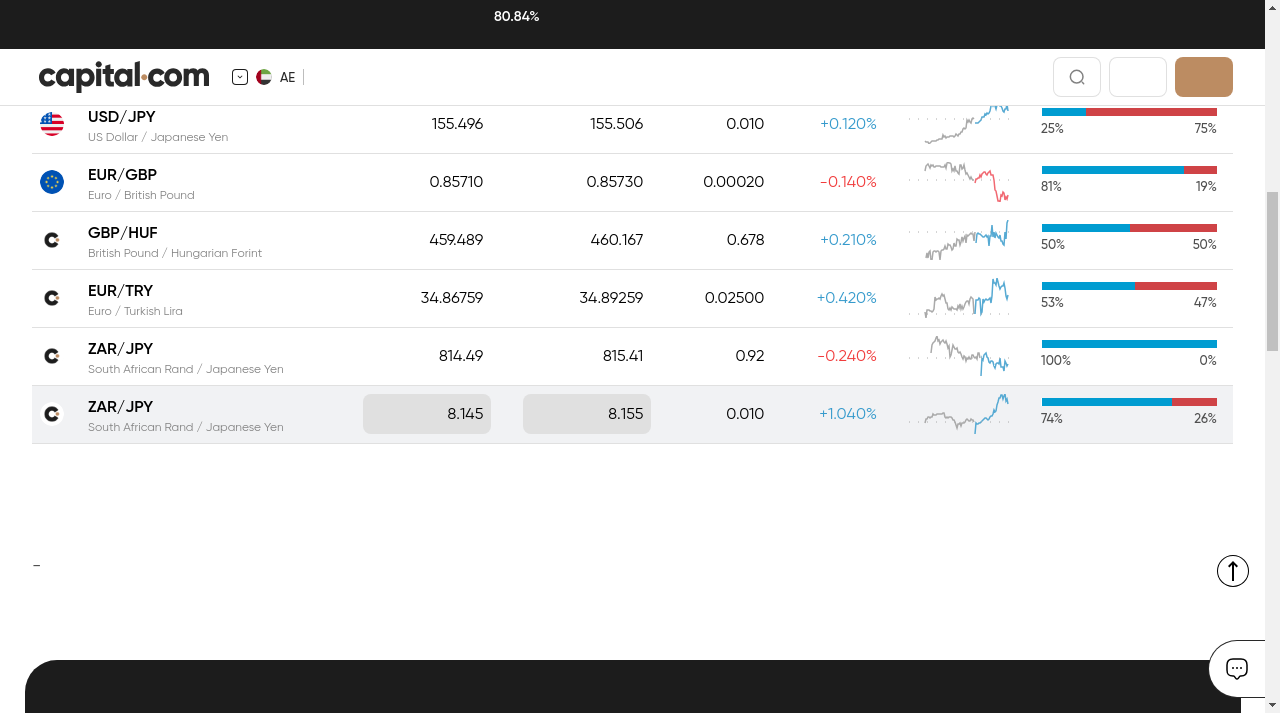 80.84%
capital.com
AE
USD/JPY
US Dollar / Japanese Yen
155.496
155.506
0.010
+0.120%
25%
75%
EUR/GBP
Euro / British Pound
0.85710
0.85730
0.00020
-0.140%
81%
19%
GBP/HUF
British Pound / Hungarian Forint
459.489
460.167
0.678
+0.210%
50%
50%
EUR/TRY
Euro / Turkish Lira
34.86759
34.89259
0.02500
+0.420%
53%
47%
ZAR/JPY
South African Rand / Japanese Yen
814.49
815.41
0.92
-0.240%
100%
0%
ZAR/JPY
South African Rand / Japanese Yen
8.145
8.155
0.010
+1.040%
74%
26%
–